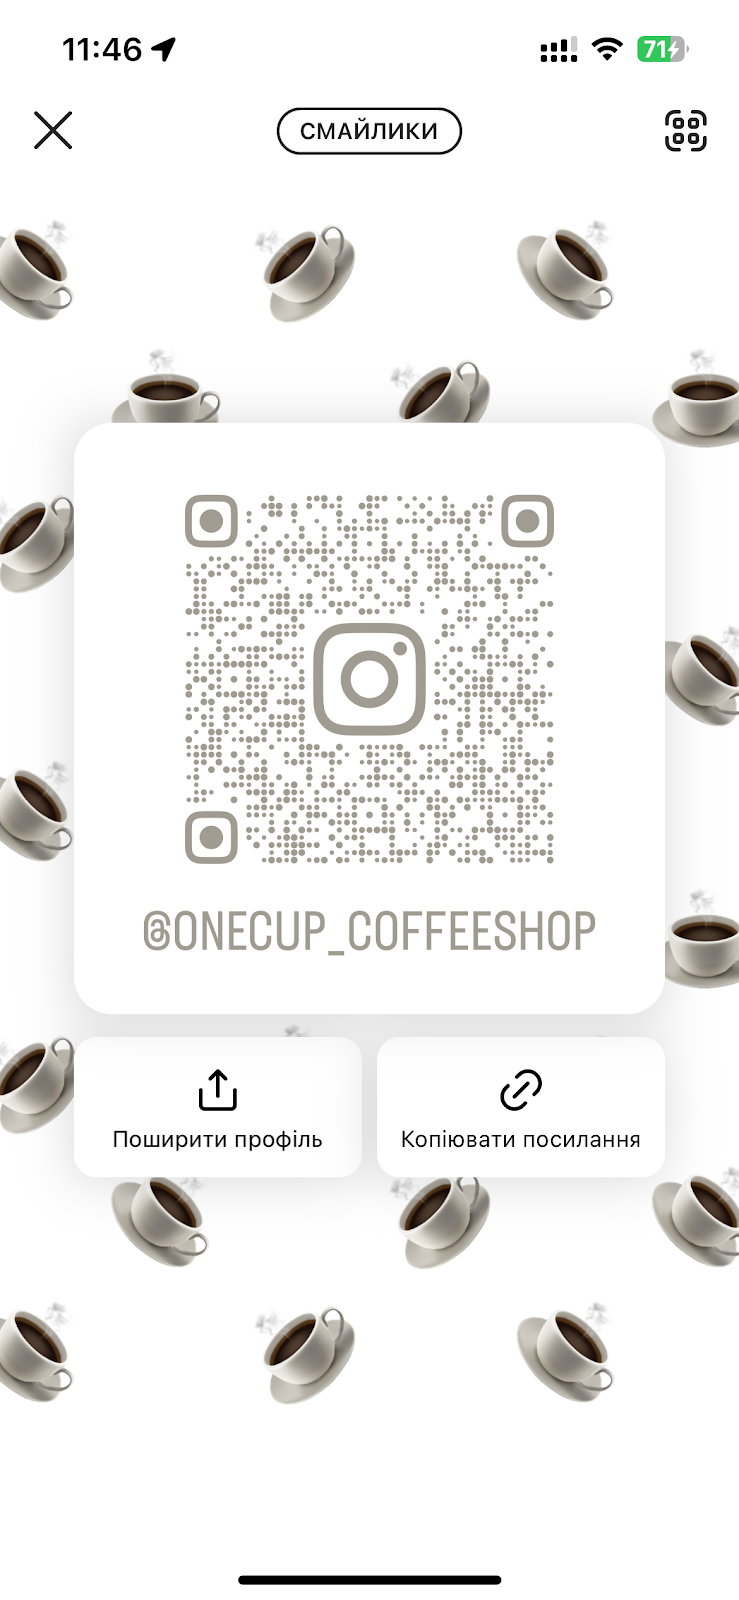 11:46
71
СМАЙЛИКИ
@ONECUP_COFFEESHOP
Поширити профіль
Копіювати посилання